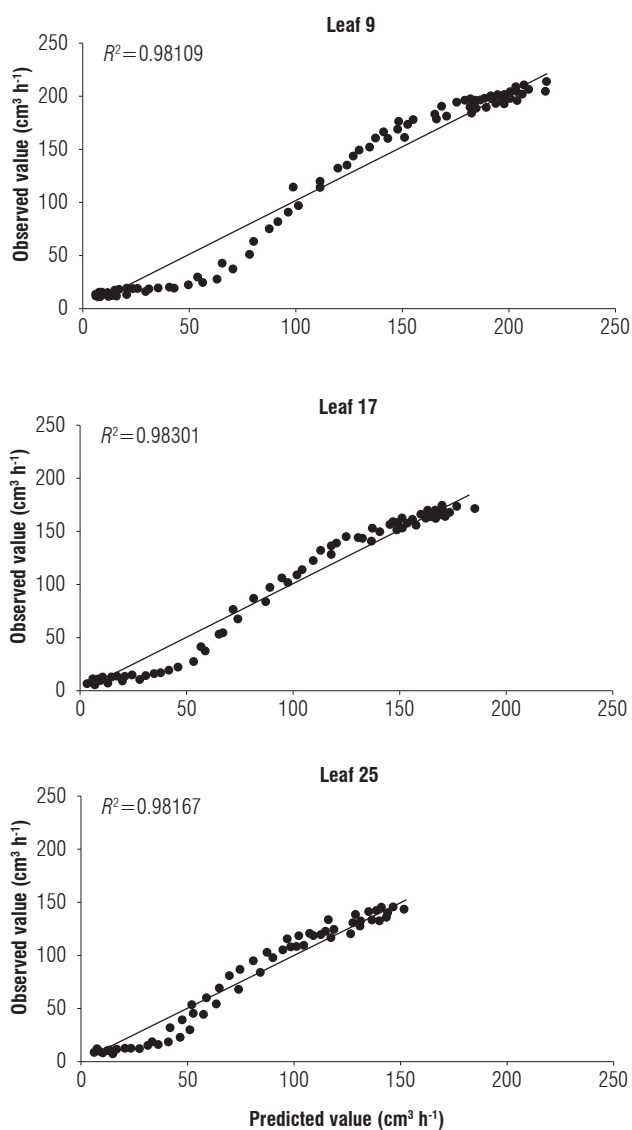 Leaf 9
R²=0.98109
Observed value (cm³ h⁻¹)
250
200
150
100
50
0
0 50 100 150 200 250
Leaf 17
R²=0.98301
Observed value (cm³ h⁻¹)
250
200
150
100
50
0
0 50 100 150 200 250
Leaf 25
R²=0.98167
Observed value (cm³ h⁻¹)
250
200
150
100
50
0
0 50 100 150 200 250
Predicted value (cm³ h⁻¹)